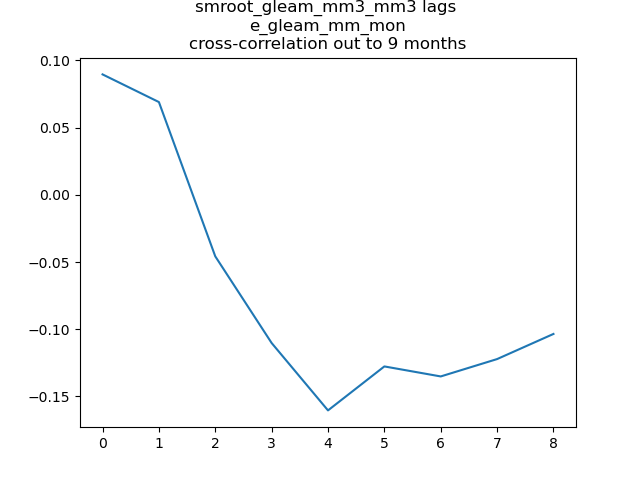 smroot_gleam_mm3_mm3 lags
e_gleam_mm_mon
cross-correlation out to 9 months
0.10
0.05
0.00
−0.05
−0.10
−0.15
0 1 2 3 4 5 6 7 8